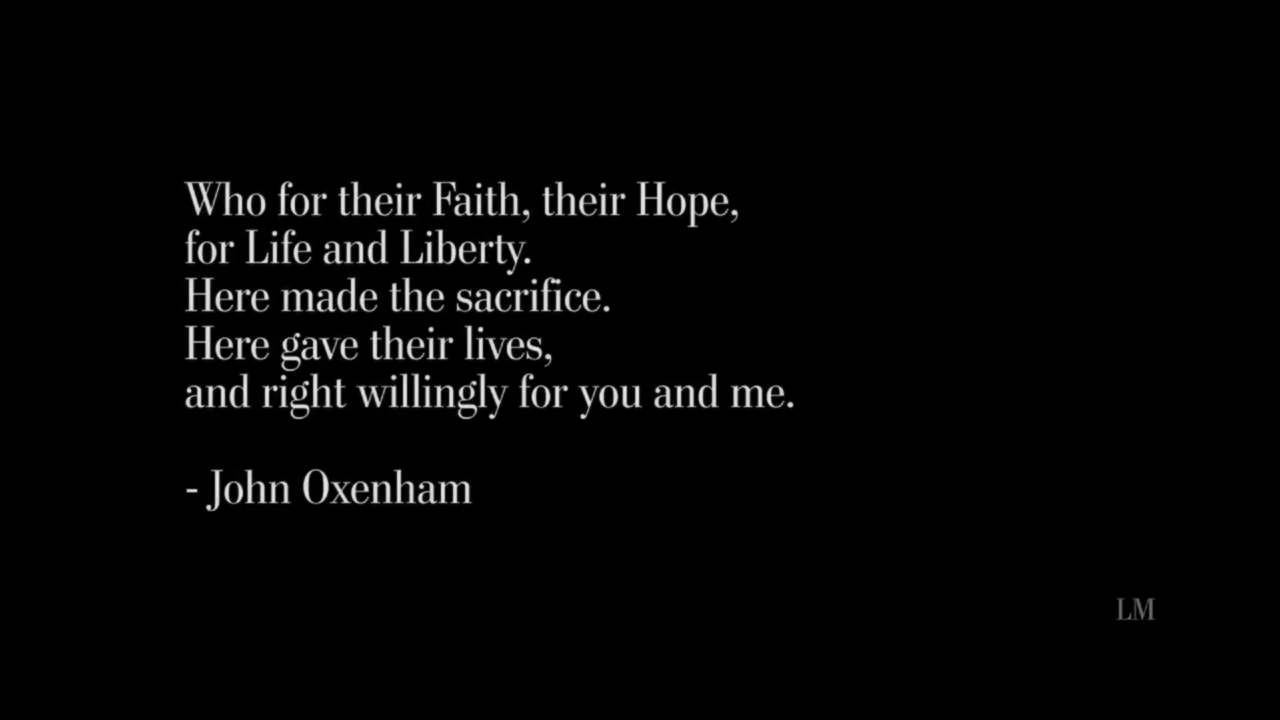 Who for their Faith, their Hope,
for Life and Liberty.
Here made the sacrifice.
Here gave their lives,
and right willingly for you and me.
- John Oxenham
LM